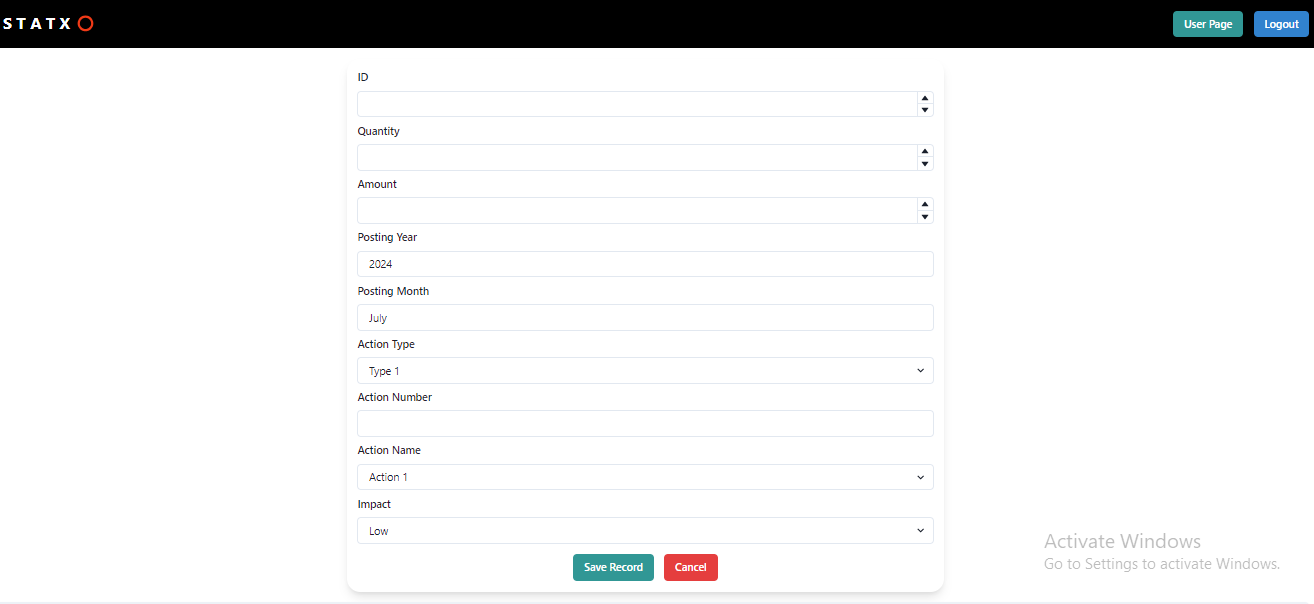 STATX
User Page
Logout
ID
Quantity
Amount
Posting Year
2024
Posting Month
July
Action Type
Type 1
Action Number
Action Name
Action 1
Impact
Low
Save Record
Cancel
Activate Windows
Go to Settings to activate Windows.